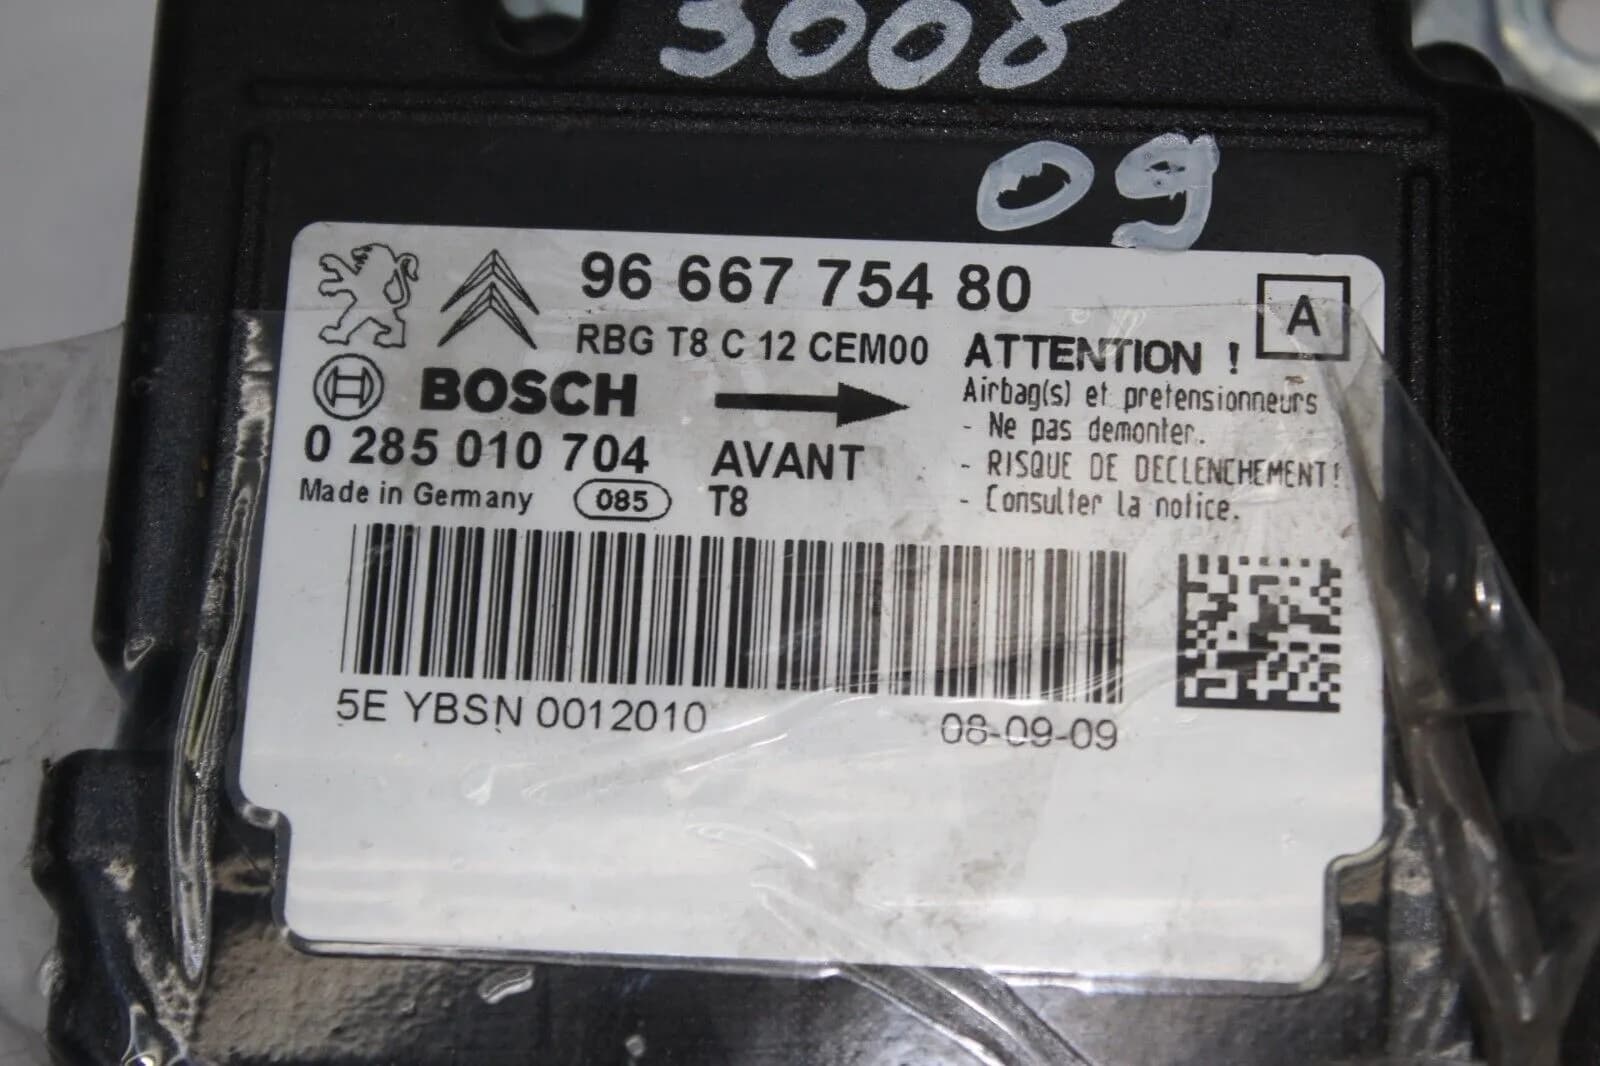 3008
09
96 667 754 80
A
RBG T8 C 12 CEM00
ATTENTION !
BOSCH
Airbag(s) et pretensionneurs
- Ne pas demonter.
0 285 010 704
AVANT
- RISQUE DE DECLENCHEMENT!
Made in Germany
085
T8
- Consulter la notice.
5E YBSN 0012010
08-09-09